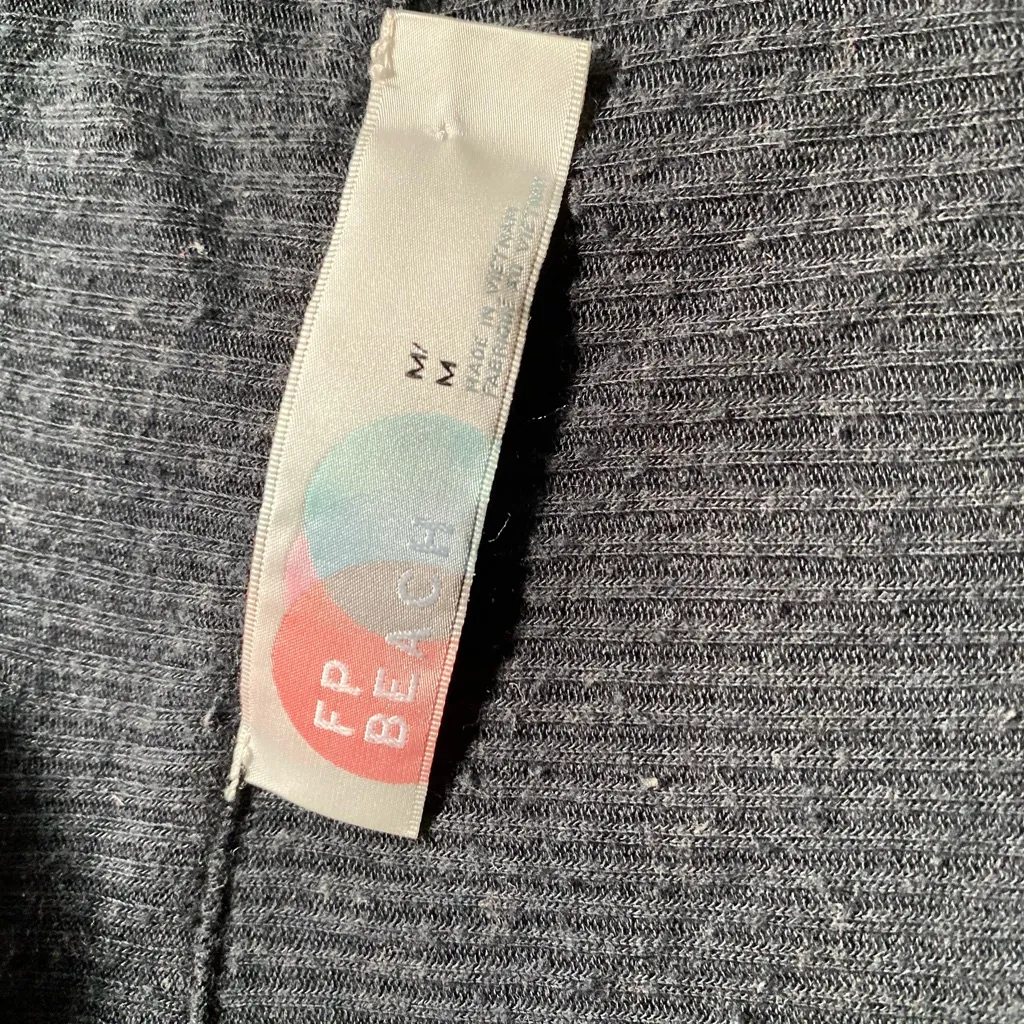 FP
BEACH
M/
M
MADE IN VIETNAM
FABRIQUÉ AU VIETNAM